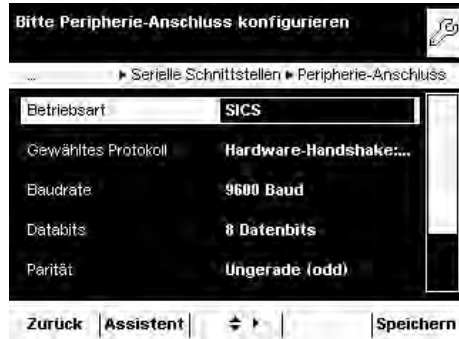 Bitte Peripherie-Anschluss konfigurieren
... ▸ Serielle Schnittstellen ▸ Peripherie-Anschluss
Betriebsart SICS
Gewähltes Protokoll Hardware-Handshake:...
Baudrate 9600 Baud
Databits 8 Datenbits
Parität Ungerade (odd)
Zurück Assistent Speichern